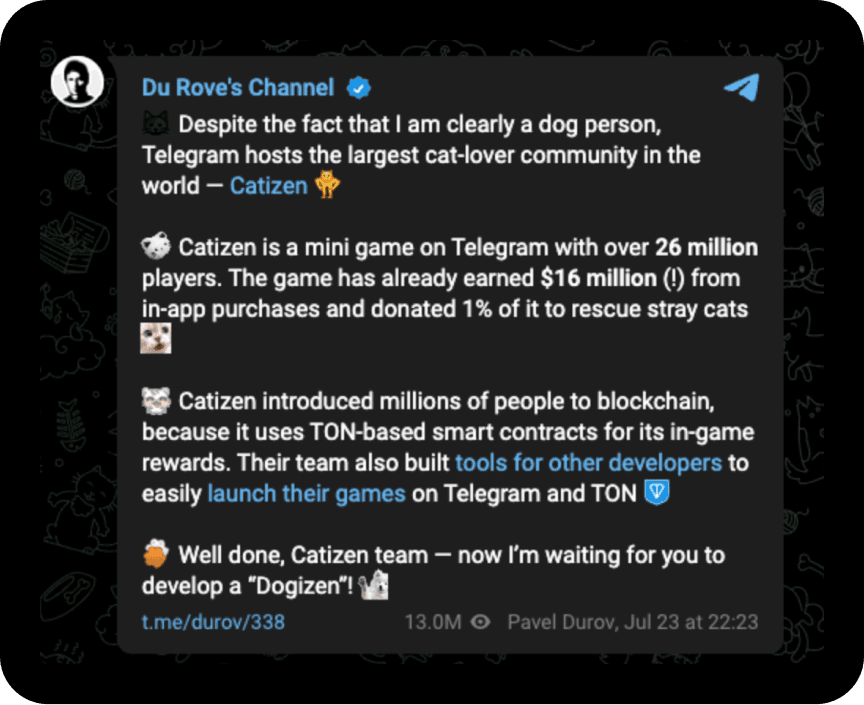 Du Rove's Channel
Despite the fact that I am clearly a dog person,
Telegram hosts the largest cat-lover community in the
world — Catizen
Catizen is a mini game on Telegram with over 26 million
players. The game has already earned $16 million (!) from
in-app purchases and donated 1% of it to rescue stray cats
Catizen introduced millions of people to blockchain,
because it uses TON-based smart contracts for its in-game
rewards. Their team also built tools for other developers to
easily launch their games on Telegram and TON
Well done, Catizen team — now I’m waiting for you to
develop a “Dogizen”!
t.me/durov/338 13.0M Pavel Durov, Jul 23 at 22:23